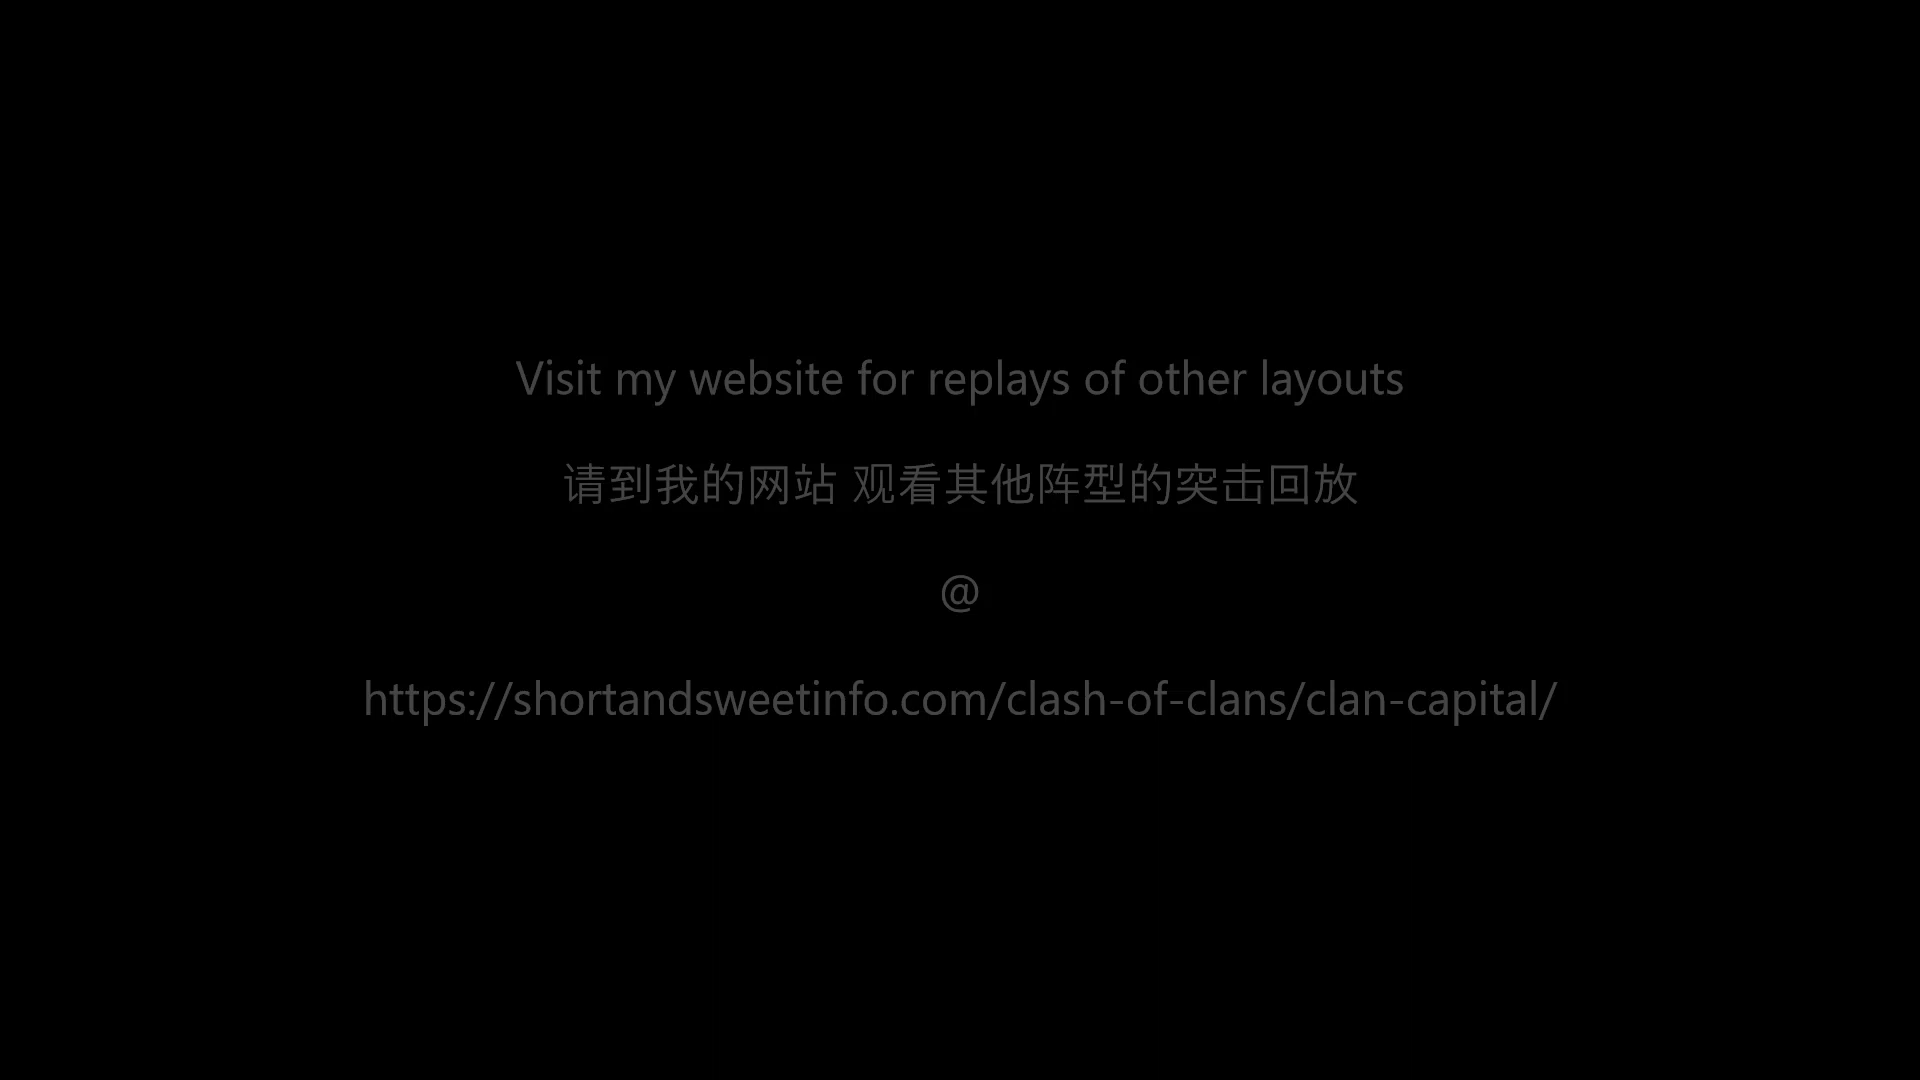 Visit my website for replays of other layouts
请到我的网站 观看其他阵型的突击回放
@
https://shortandsweetinfo.com/clash-of-clans/clan-capital/